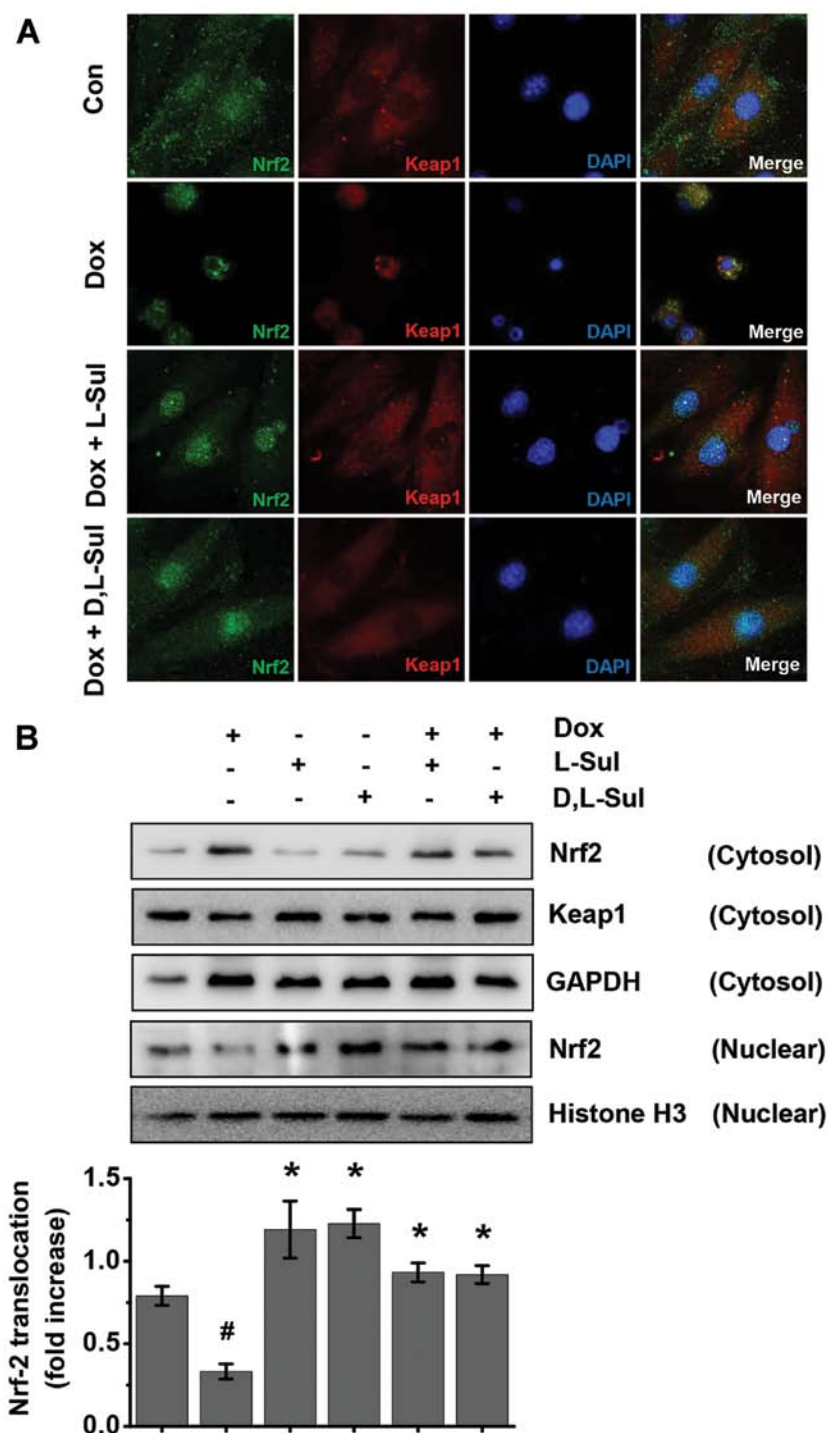 A
Con
Nrf2 Keap1 DAPI Merge
Dox
Nrf2 Keap1 DAPI Merge
Dox + L-Sul
Nrf2 Keap1 DAPI Merge
Dox + D,L-Sul
Nrf2 Keap1 DAPI Merge
B
+ - - + + Dox
- + - + - L-Sul
- - + - + D,L-Sul
Nrf2 (Cytosol)
Keap1 (Cytosol)
GAPDH (Cytosol)
Nrf2 (Nuclear)
Histone H3 (Nuclear)
Nrf-2 translocation
(fold increase)
1.5
1.0
0.5
0.0
# * * * *